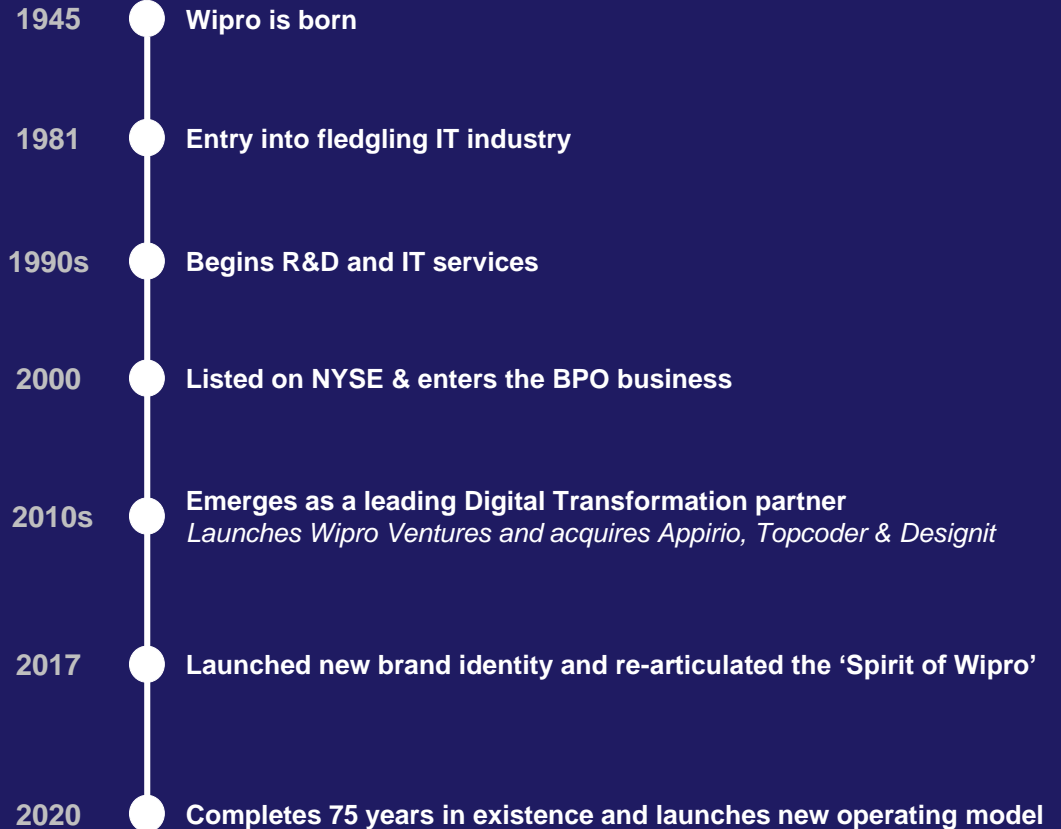 1945 Wipro is born
1981 Entry into fledgling IT industry
1990s Begins R&D and IT services
2000 Listed on NYSE & enters the BPO business
2010s Emerges as a leading Digital Transformation partner
Launches Wipro Ventures and acquires Appirio, Topcoder & Designit
2017 Launched new brand identity and re-articulated the ‘Spirit of Wipro’
2020 Completes 75 years in existence and launches new operating model